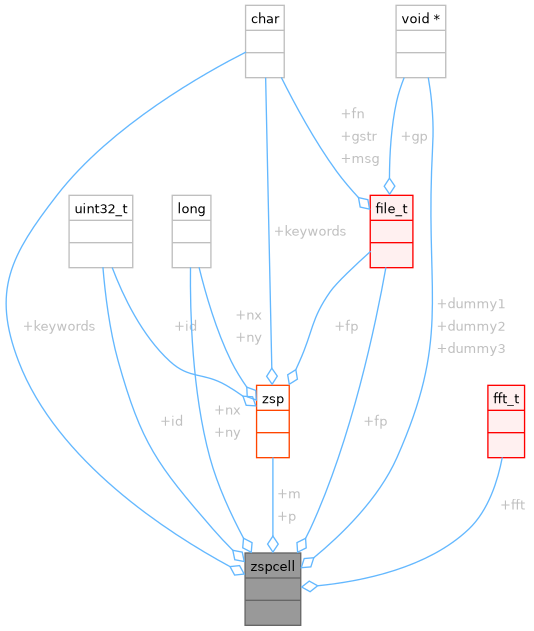 char
void *
+fn
+gstr
+msg
+gp
uint32_t
long
file_t
+keywords
+dummy1
+dummy2
+dummy3
+nx
+ny
+keywords
+id
+fp
zsp
fft_t
+nx
+ny
+id
+fp
+m
+p
+fft
zspcell